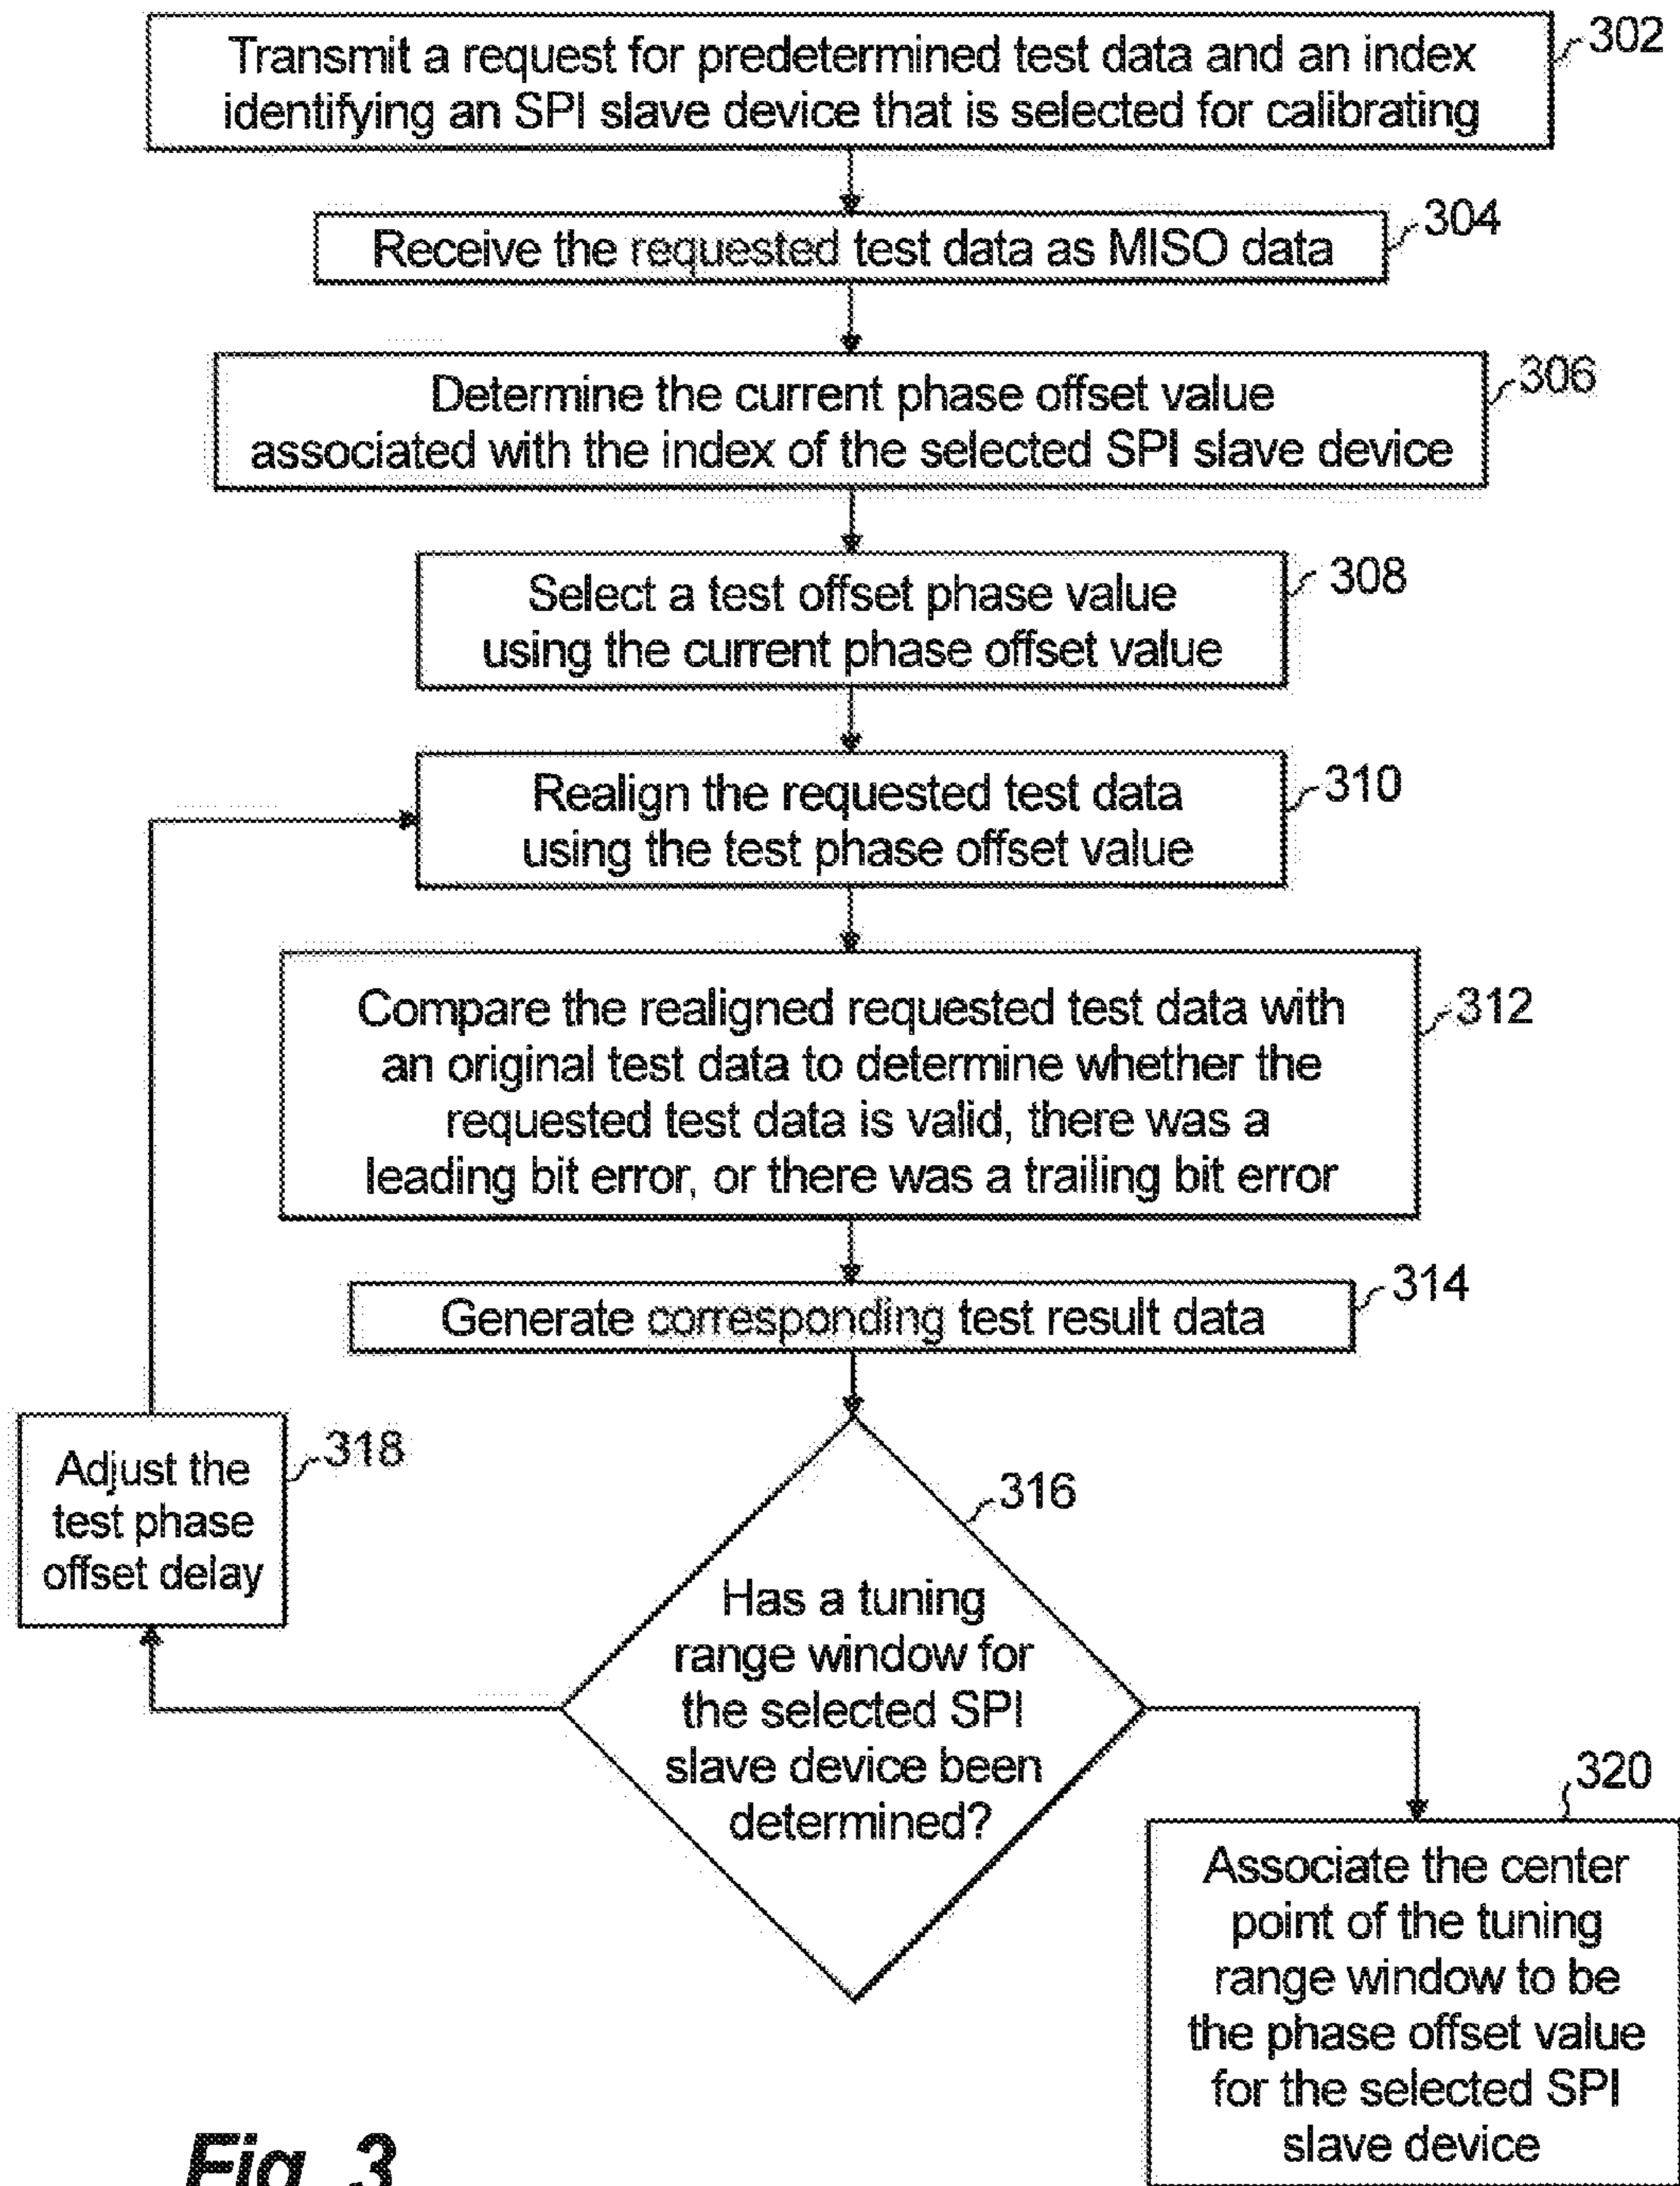 Transmit a request for predetermined test data and an index
identifying an SPI slave device that is selected for calibrating
302
Receive the requested test data as MISO data
304
Determine the current phase offset value
associated with the index of the selected SPI slave device
306
Select a test offset phase value
using the current phase offset value
308
Realign the requested test data
using the test phase offset value
310
Compare the realigned requested test data with
an original test data to determine whether the
requested test data is valid, there was a
leading bit error, or there was a trailing bit error
312
Generate corresponding test result data
314
Adjust the
test phase
offset delay
318
316
Has a tuning
range window for
the selected SPI
slave device been
determined?
320
Associate the center
point of the tuning
range window to be
the phase offset value
for the selected SPI
slave device
Fig. 3